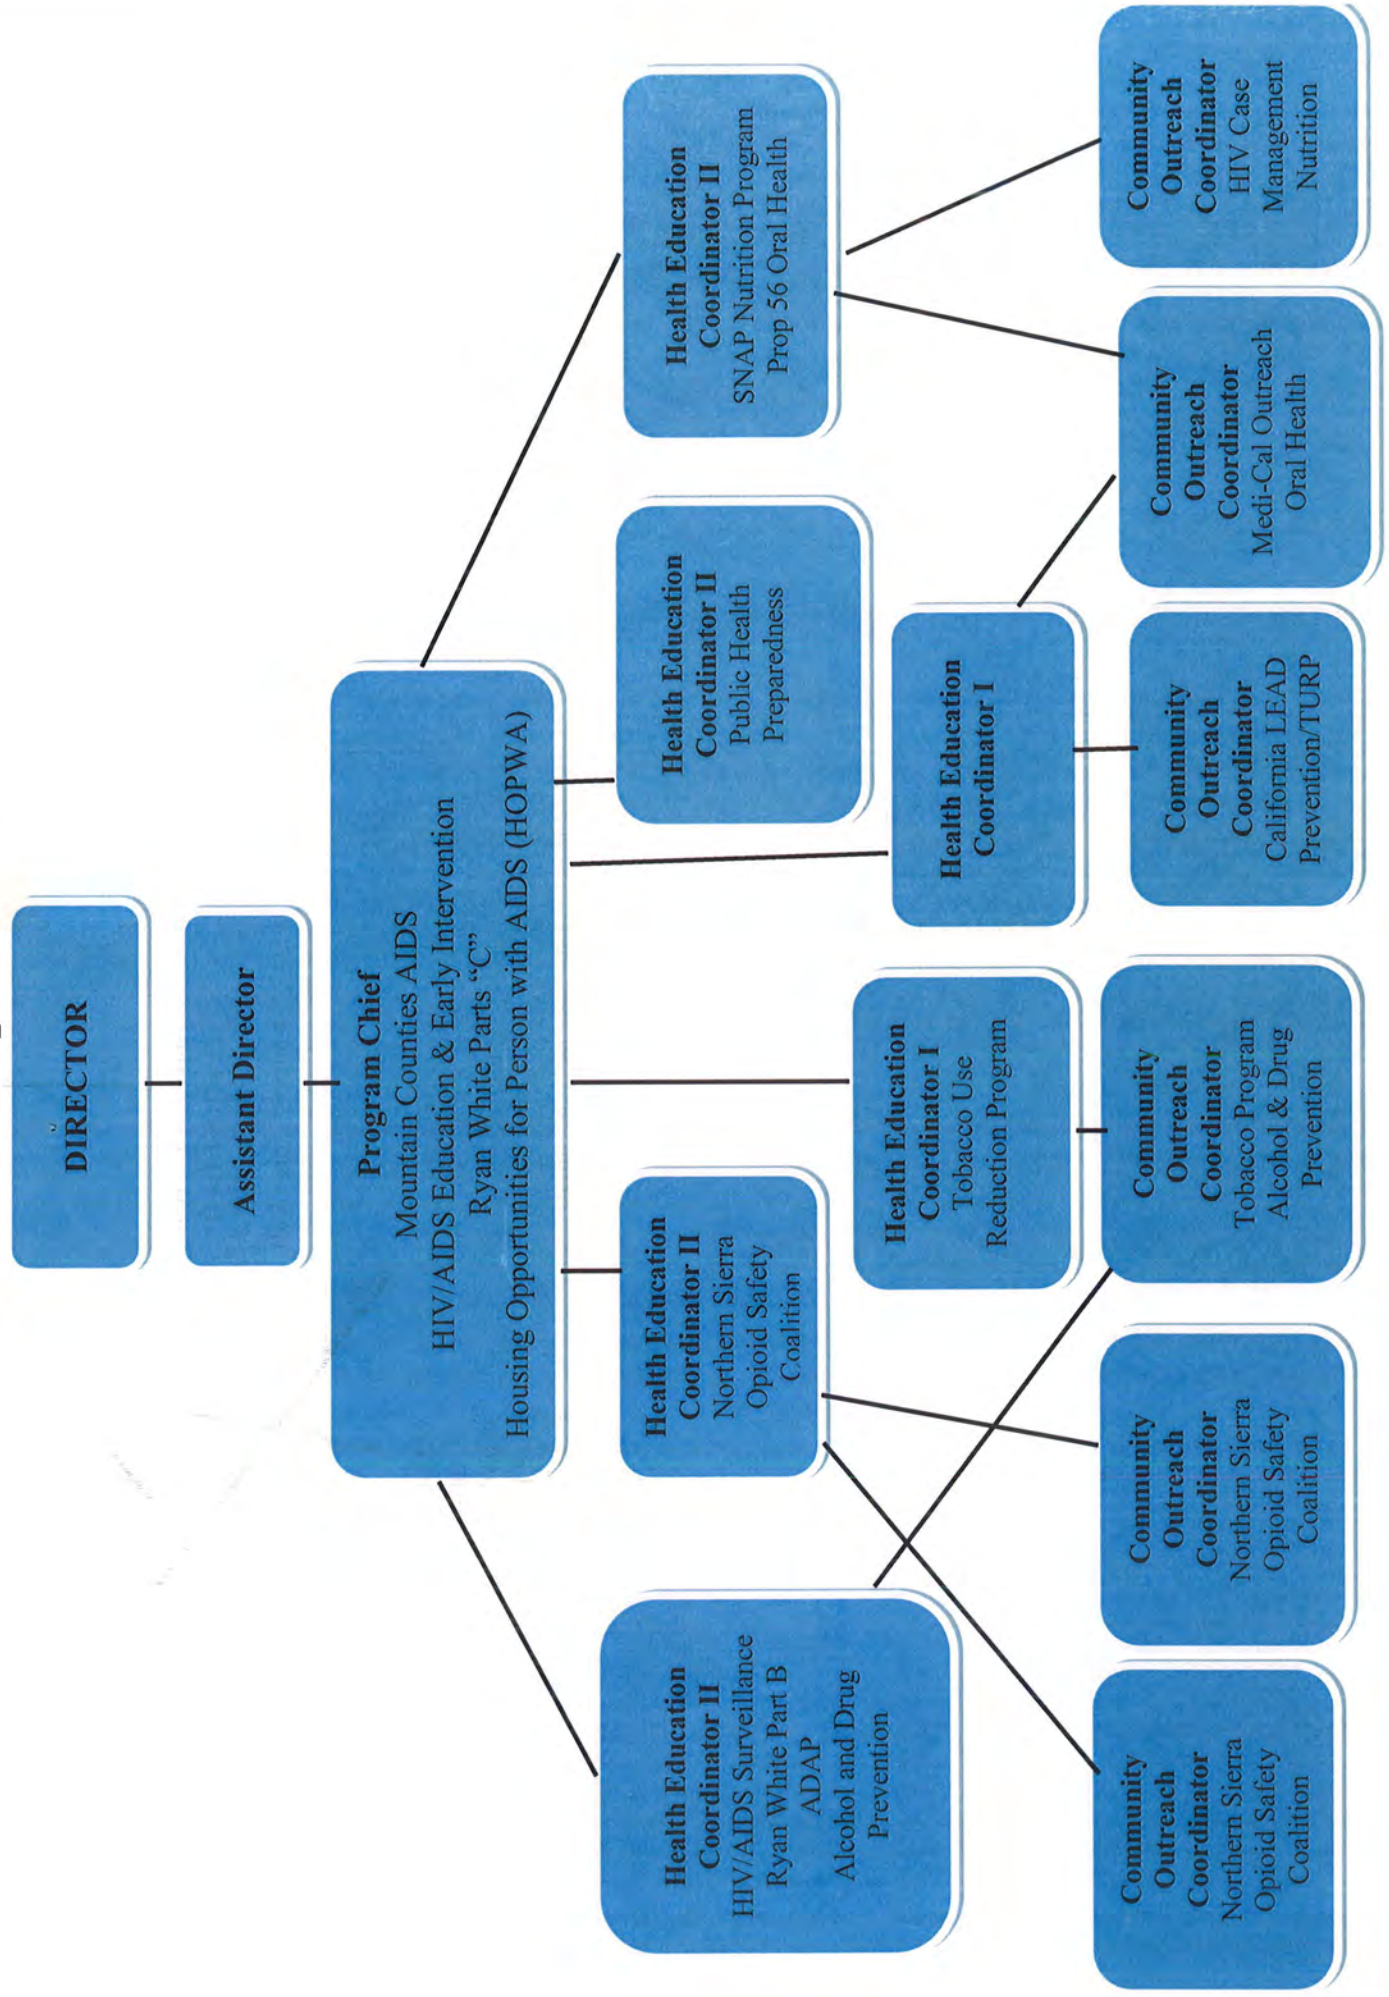 DIRECTOR
Assistant Director
Program Chief
Mountain Counties AIDS
HIV/AIDS Education & Early Intervention
Ryan White Parts “C”
Housing Opportunities for Person with AIDS (HOPWA)
Health Education
Coordinator II
HIV/AIDS Surveillance
Ryan White Part B
ADAP
Alcohol and Drug
Prevention
Health Education
Coordinator II
Northern Sierra
Opioid Safety
Coalition
Health Education
Coordinator II
Public Health
Preparedness
Health Education
Coordinator II
SNAP Nutrition Program
Prop 56 Oral Health
Health Education
Coordinator I
Tobacco Use
Reduction Program
Health Education
Coordinator I
Community
Outreach
Coordinator
Northern Sierra
Opioid Safety
Coalition
Community
Outreach
Coordinator
Northern Sierra
Opioid Safety
Coalition
Community
Outreach
Coordinator
Tobacco Program
Alcohol & Drug
Prevention
Community
Outreach
Coordinator
California LEAD
Prevention/TURP
Community
Outreach
Coordinator
Medi-Cal Outreach
Oral Health
Community
Outreach
Coordinator
HIV Case
Management
Nutrition